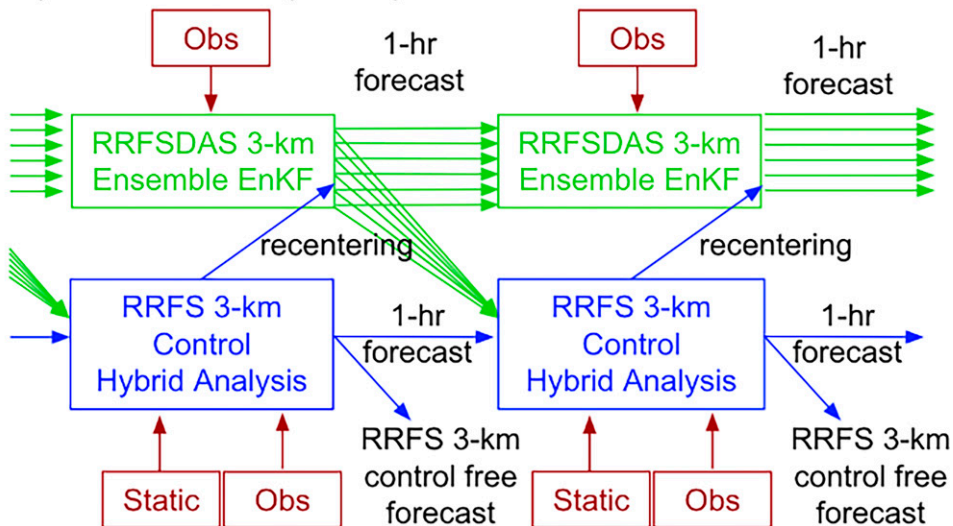 Obs
1-hr
forecast
Obs
1-hr
forecast
RRFSDAS 3-km
Ensemble EnKF
RRFSDAS 3-km
Ensemble EnKF
recentering
recentering
RRFS 3-km
Control
Hybrid Analysis
1-hr
forecast
RRFS 3-km
Control
Hybrid Analysis
1-hr
forecast
Static
Obs
RRFS 3-km
control free
forecast
Static
Obs
RRFS 3-km
control free
forecast